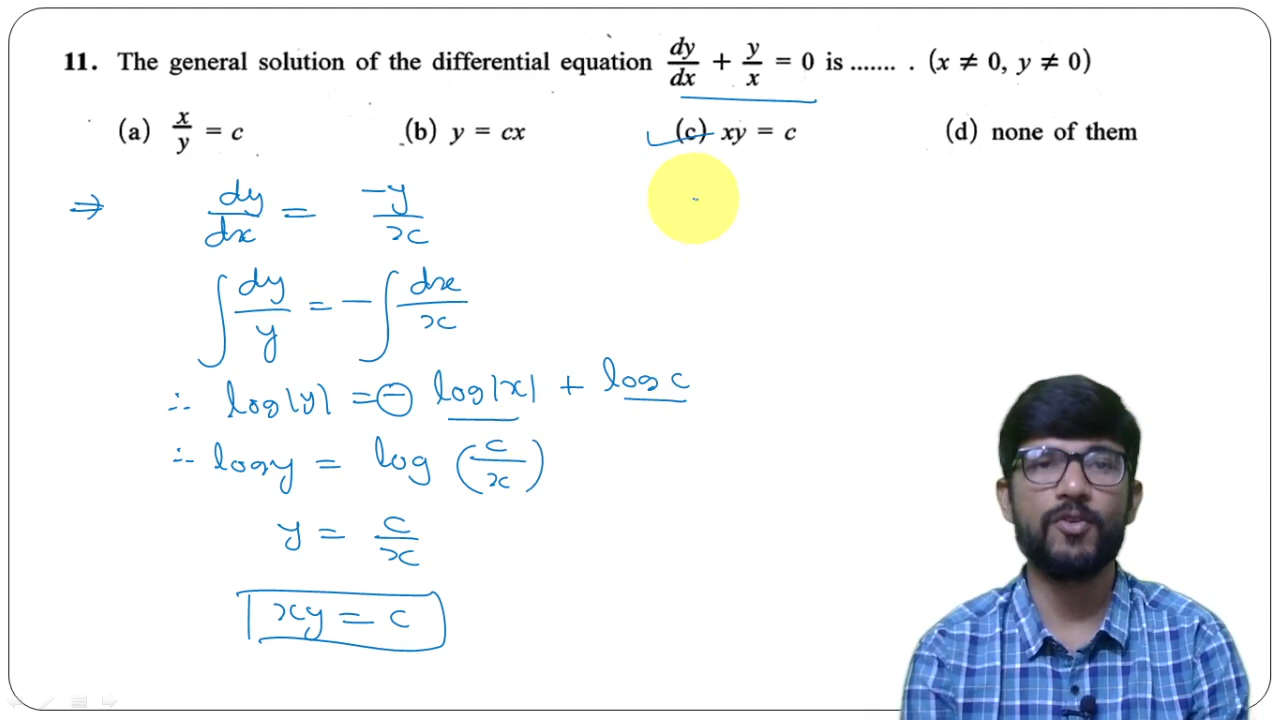 11. The general solution of the differential equation dy/dx + y/x = 0 is ....... . (x ≠ 0, y ≠ 0)
(a) x/y = c (b) y = cx (c) xy = c (d) none of them
⇒ dy/dx = -y/x
∫ dy/y = - ∫ dx/x
∴ log|y| = - log|x| + log c
∴ log y = log (c/x)
y = c/x
xy = c